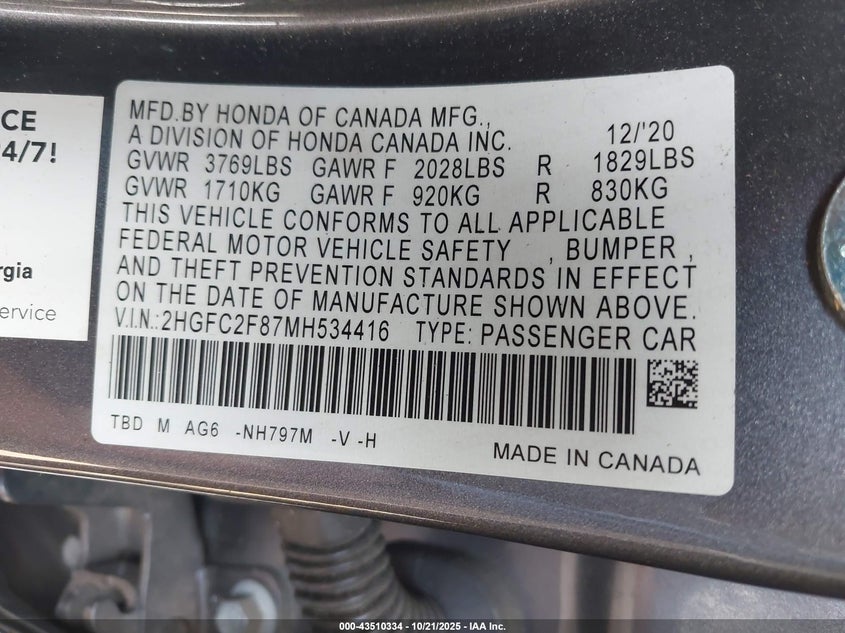 CE
4/7!
rgia
ervice
MFD.BY HONDA OF CANADA MFG.,
A DIVISION OF HONDA CANADA INC. 12/'20
GVWR 3769LBS GAWR F 2028LBS R 1829LBS
GVWR 1710KG GAWR F 920KG R 830KG
THIS VEHICLE CONFORMS TO ALL APPLICABLE
FEDERAL MOTOR VEHICLE SAFETY , BUMPER ,
AND THEFT PREVENTION STANDARDS IN EFFECT
ON THE DATE OF MANUFACTURE SHOWN ABOVE.
V.I.N.:2HGFC2F87MH534416 TYPE: PASSENGER CAR
TBD M AG6 -NH797M -V -H
MADE IN CANADA
000-43510334 - 10/21/2025 - IAA Inc.